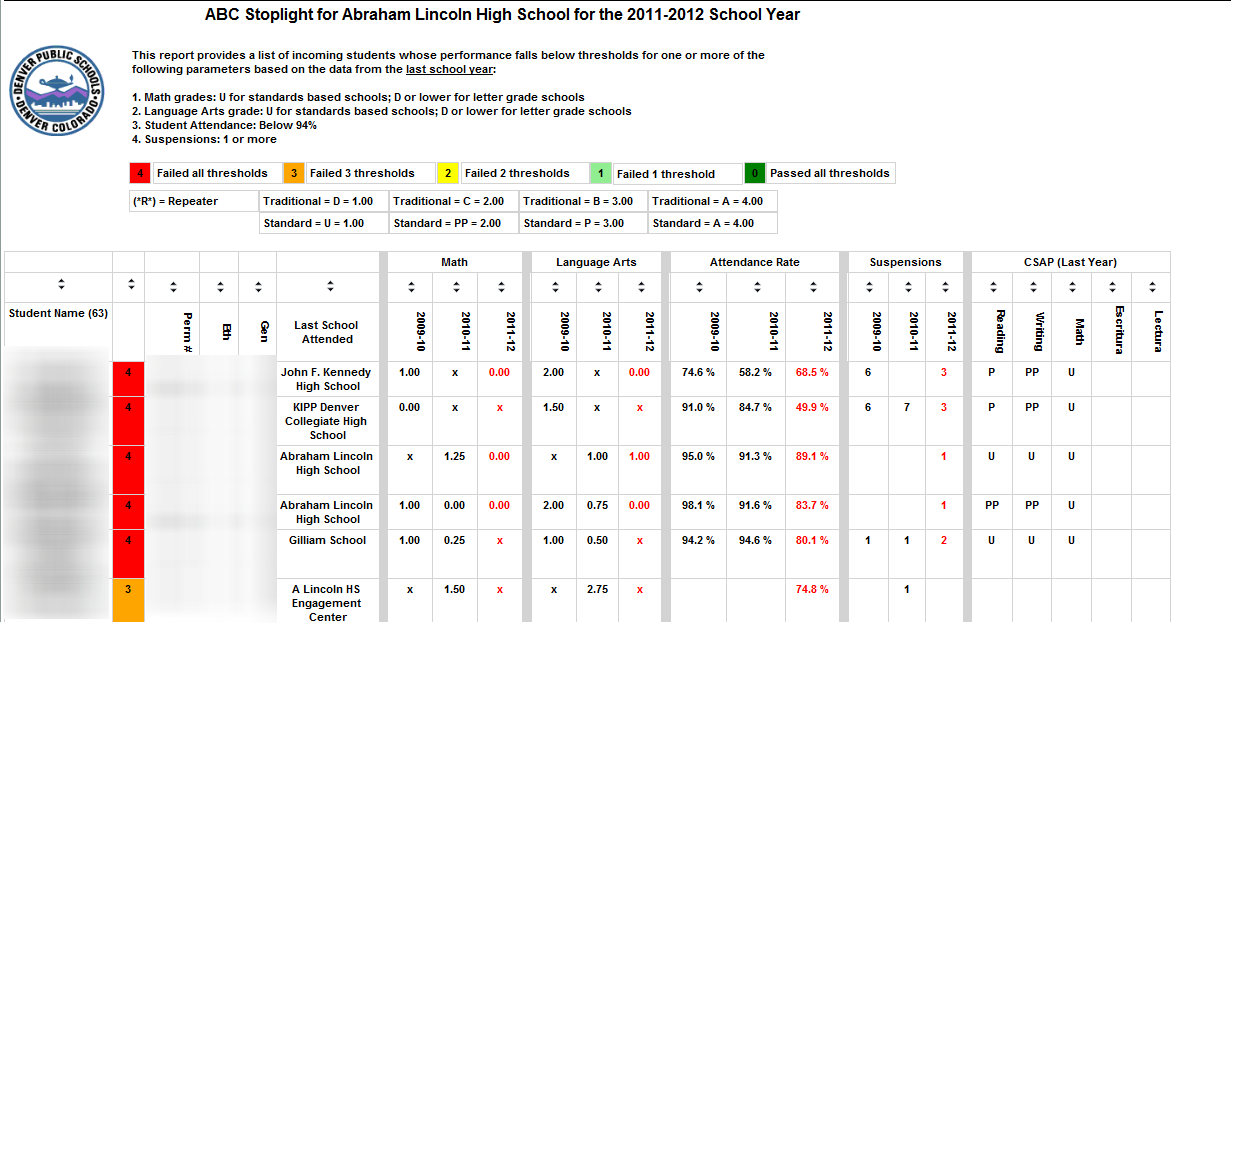 ABC Stoplight for Abraham Lincoln High School for the 2011-2012 School Year
DENVER PUBLIC SCHOOLS
DENVER COLORADO
This report provides a list of incoming students whose performance falls below thresholds for one or more of the
following parameters based on the data from the last school year:
1. Math grades: U for standards based schools; D or lower for letter grade schools
2. Language Arts grade: U for standards based schools; D or lower for letter grade schools
3. Student Attendance: Below 94%
4. Suspensions: 1 or more
4 Failed all thresholds 3 Failed 3 thresholds 2 Failed 2 thresholds 1 Failed 1 threshold 0 Passed all thresholds
(*R*) = Repeater Traditional = D = 1.00 Traditional = C = 2.00 Traditional = B = 3.00 Traditional = A = 4.00
Standard = U = 1.00 Standard = PP = 2.00 Standard = P = 3.00 Standard = A = 4.00
Math Language Arts Attendance Rate Suspensions CSAP (Last Year)
Student Name (63) Perm # Eth Gen Last School Attended 2009-10 2010-11 2011-12 2009-10 2010-11 2011-12 2009-10 2010-11 2011-12 2009-10 2010-11 2011-12 Reading Writing Math Escritura Lectura
4 John F. Kennedy 1.00 x 0.00 2.00 x 0.00 74.6 % 58.2 % 68.5 % 6 3 P PP U
High School
4 KIPP Denver 0.00 x x 1.50 x x 91.0 % 84.7 % 49.9 % 6 7 3 P PP U
Collegiate High
School
4 Abraham Lincoln x 1.25 0.00 x 1.00 1.00 95.0 % 91.3 % 89.1 % 1 U U U
High School
4 Abraham Lincoln 1.00 0.00 0.00 2.00 0.75 0.00 98.1 % 91.6 % 83.7 % 1 PP PP U
High School
4 Gilliam School 1.00 0.25 x 1.00 0.50 x 94.2 % 94.6 % 80.1 % 1 1 2 U U U
3 A Lincoln HS x 1.50 x x 2.75 x 74.8 % 1
Engagement
Center